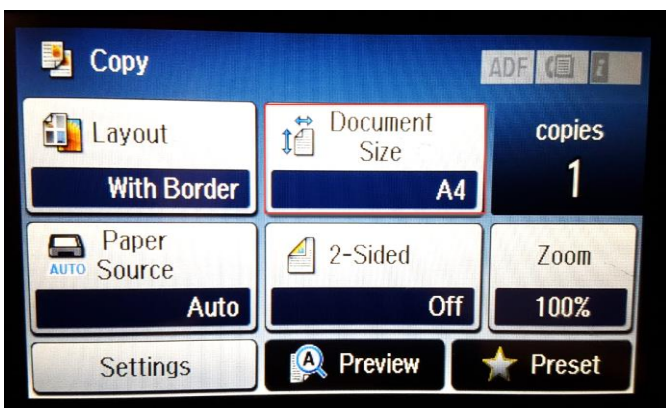 Copy
ADF
Layout
With Border
Document
Size
A4
copies
1
AUTO
Paper
Source
Auto
A
2-Sided
Off
Zoom
100%
Settings
A
Preview
Preset